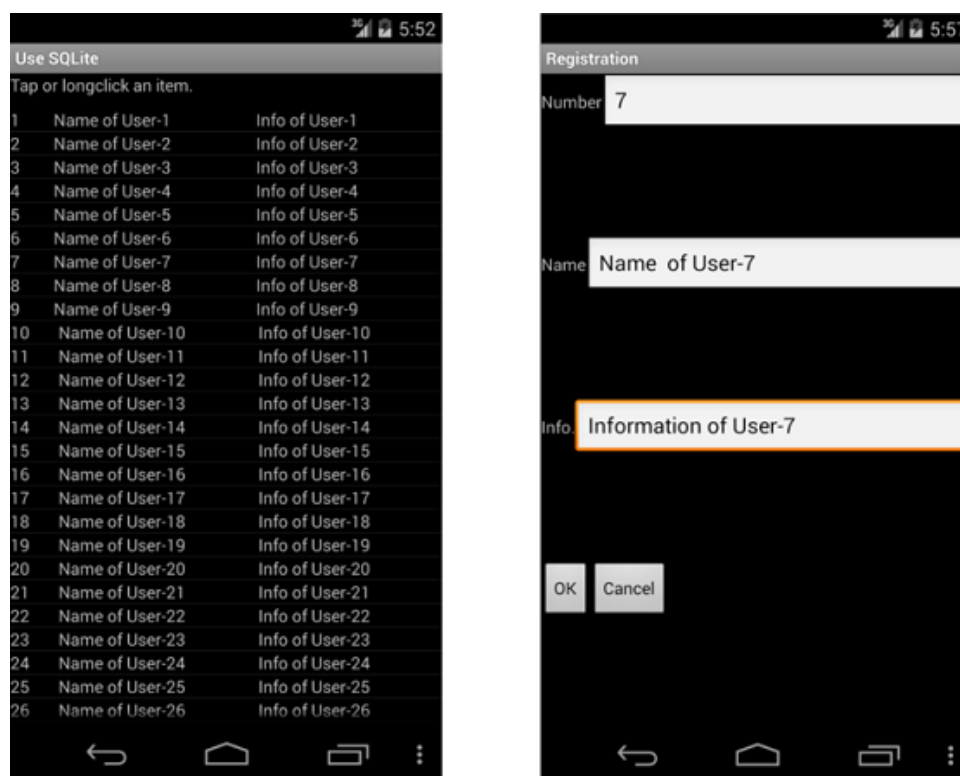 3G 5:52
Use SQLite
Tap or longclick an item.
1 Name of User-1 Info of User-1
2 Name of User-2 Info of User-2
3 Name of User-3 Info of User-3
4 Name of User-4 Info of User-4
5 Name of User-5 Info of User-5
6 Name of User-6 Info of User-6
7 Name of User-7 Info of User-7
8 Name of User-8 Info of User-8
9 Name of User-9 Info of User-9
10 Name of User-10 Info of User-10
11 Name of User-11 Info of User-11
12 Name of User-12 Info of User-12
13 Name of User-13 Info of User-13
14 Name of User-14 Info of User-14
15 Name of User-15 Info of User-15
16 Name of User-16 Info of User-16
17 Name of User-17 Info of User-17
18 Name of User-18 Info of User-18
19 Name of User-19 Info of User-19
20 Name of User-20 Info of User-20
21 Name of User-21 Info of User-21
22 Name of User-22 Info of User-22
23 Name of User-23 Info of User-23
24 Name of User-24 Info of User-24
25 Name of User-25 Info of User-25
26 Name of User-26 Info of User-26
3G 5:57
Registration
Number 7
Name Name of User-7
Info. Information of User-7
OK Cancel